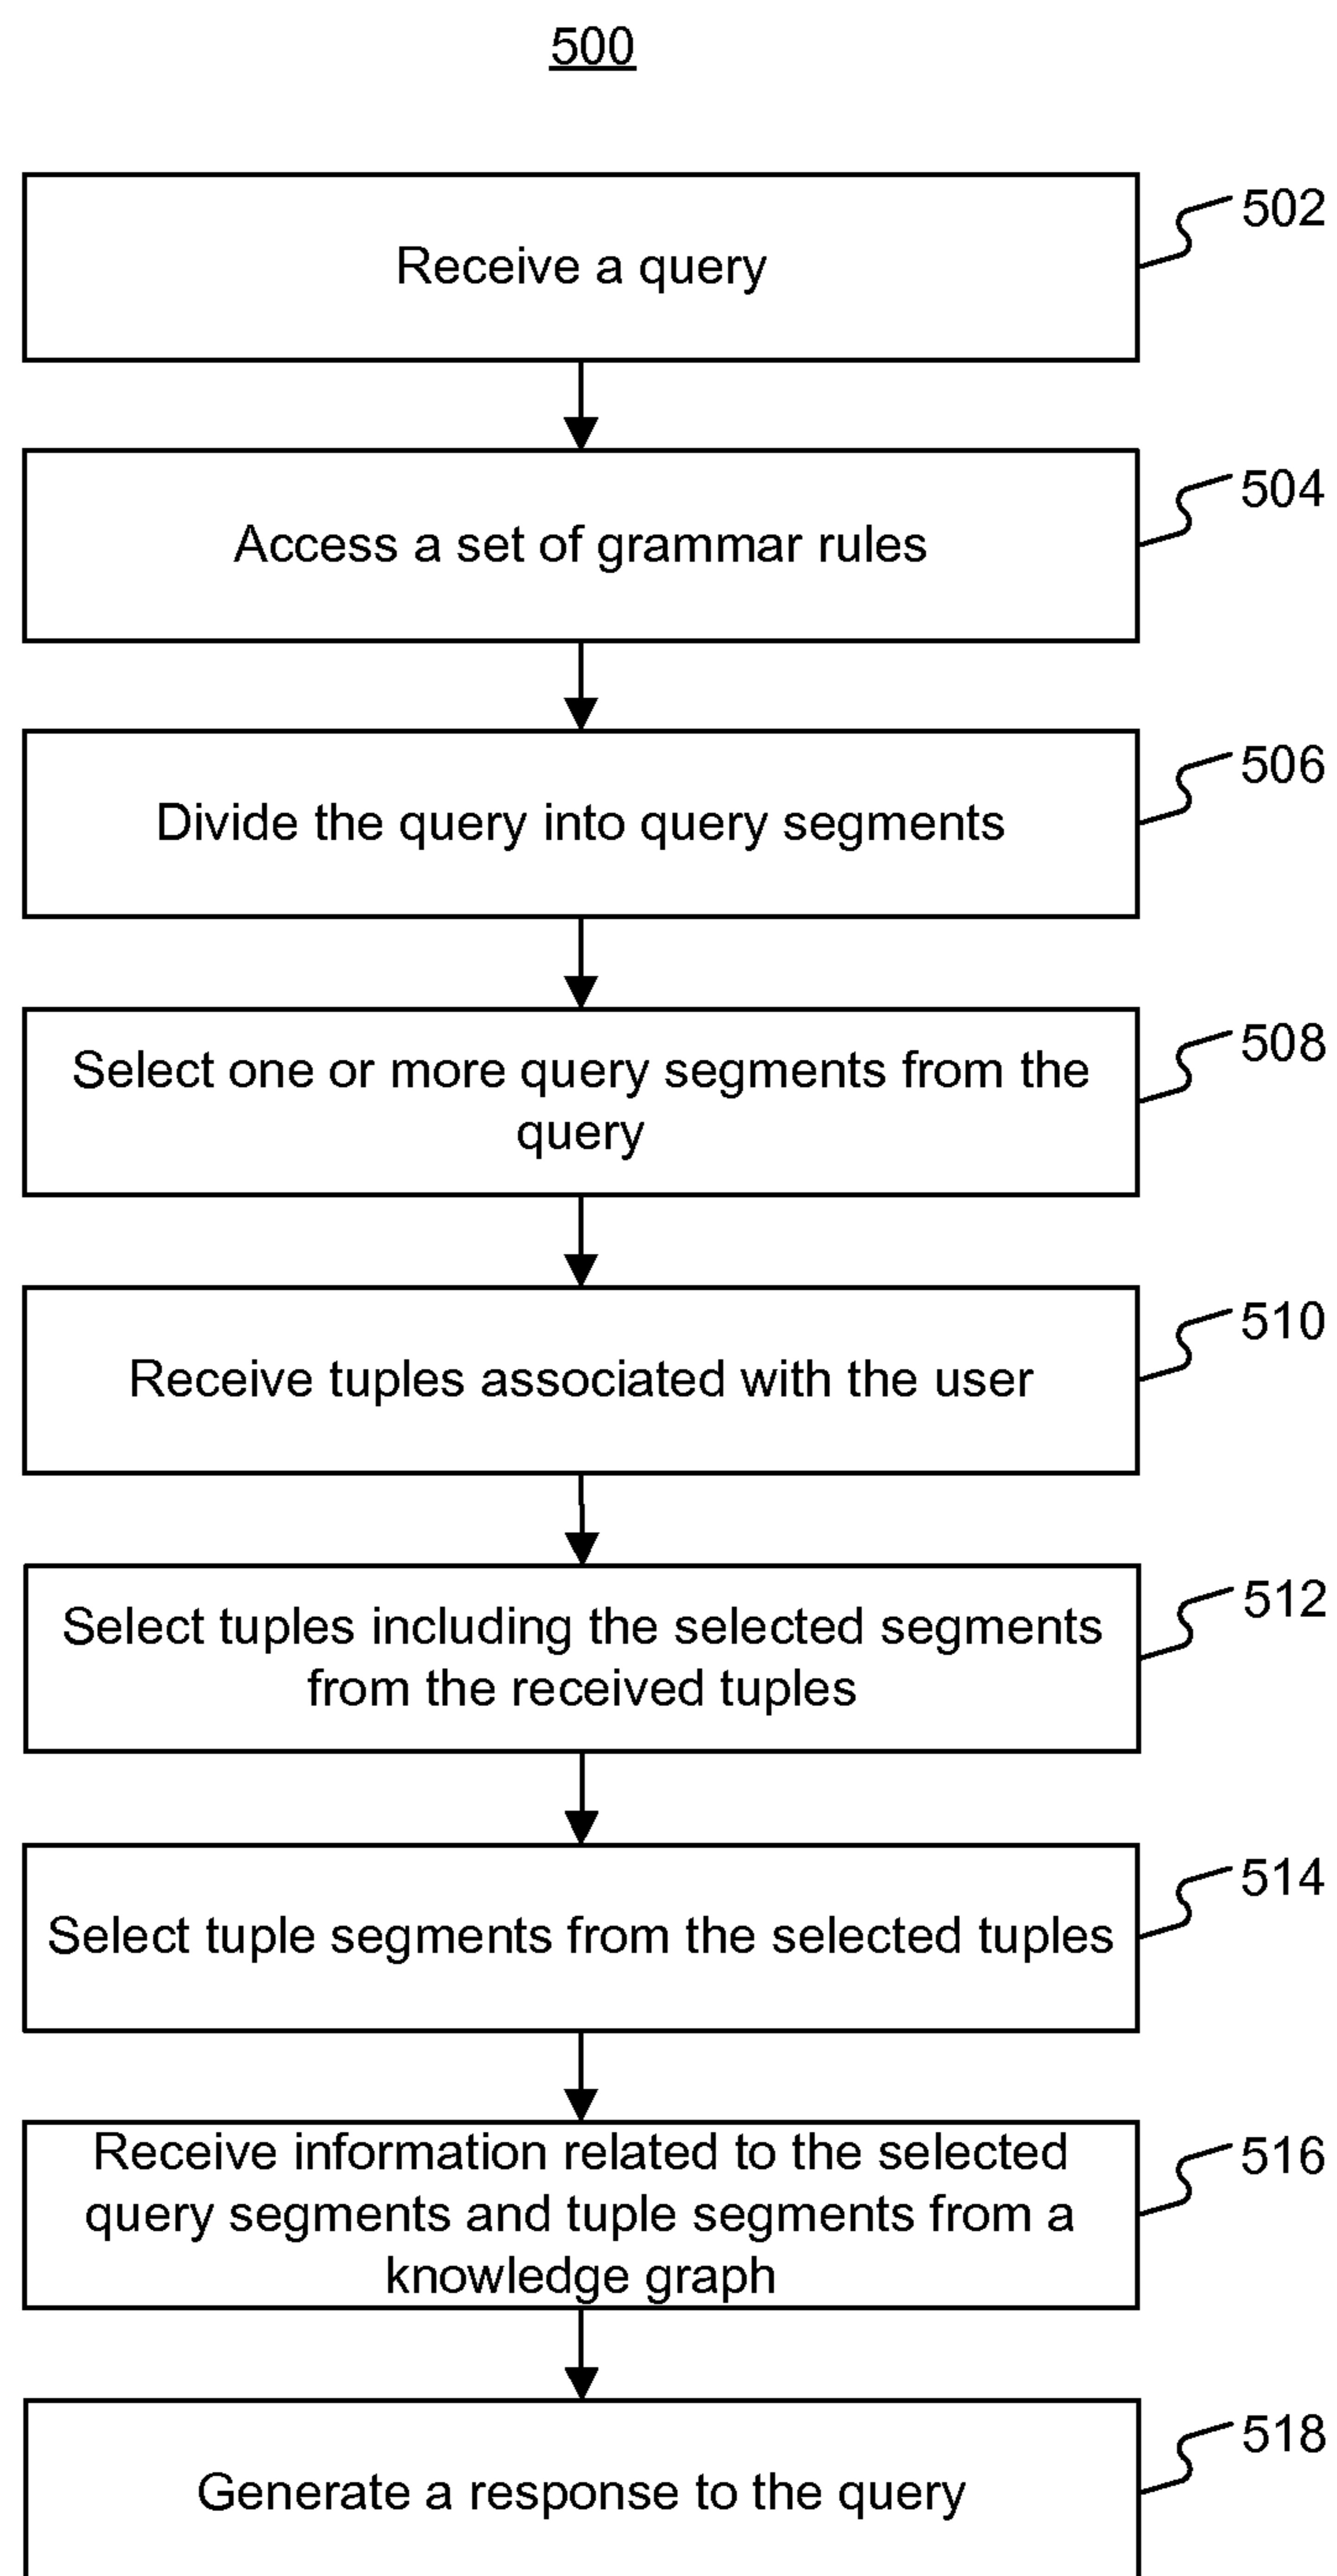 500
Receive a query
502
Access a set of grammar rules
504
Divide the query into query segments
506
Select one or more query segments from the
query
508
Receive tuples associated with the user
510
Select tuples including the selected segments
from the received tuples
512
Select tuple segments from the selected tuples
514
Receive information related to the selected
query segments and tuple segments from a
knowledge graph
516
Generate a response to the query
518